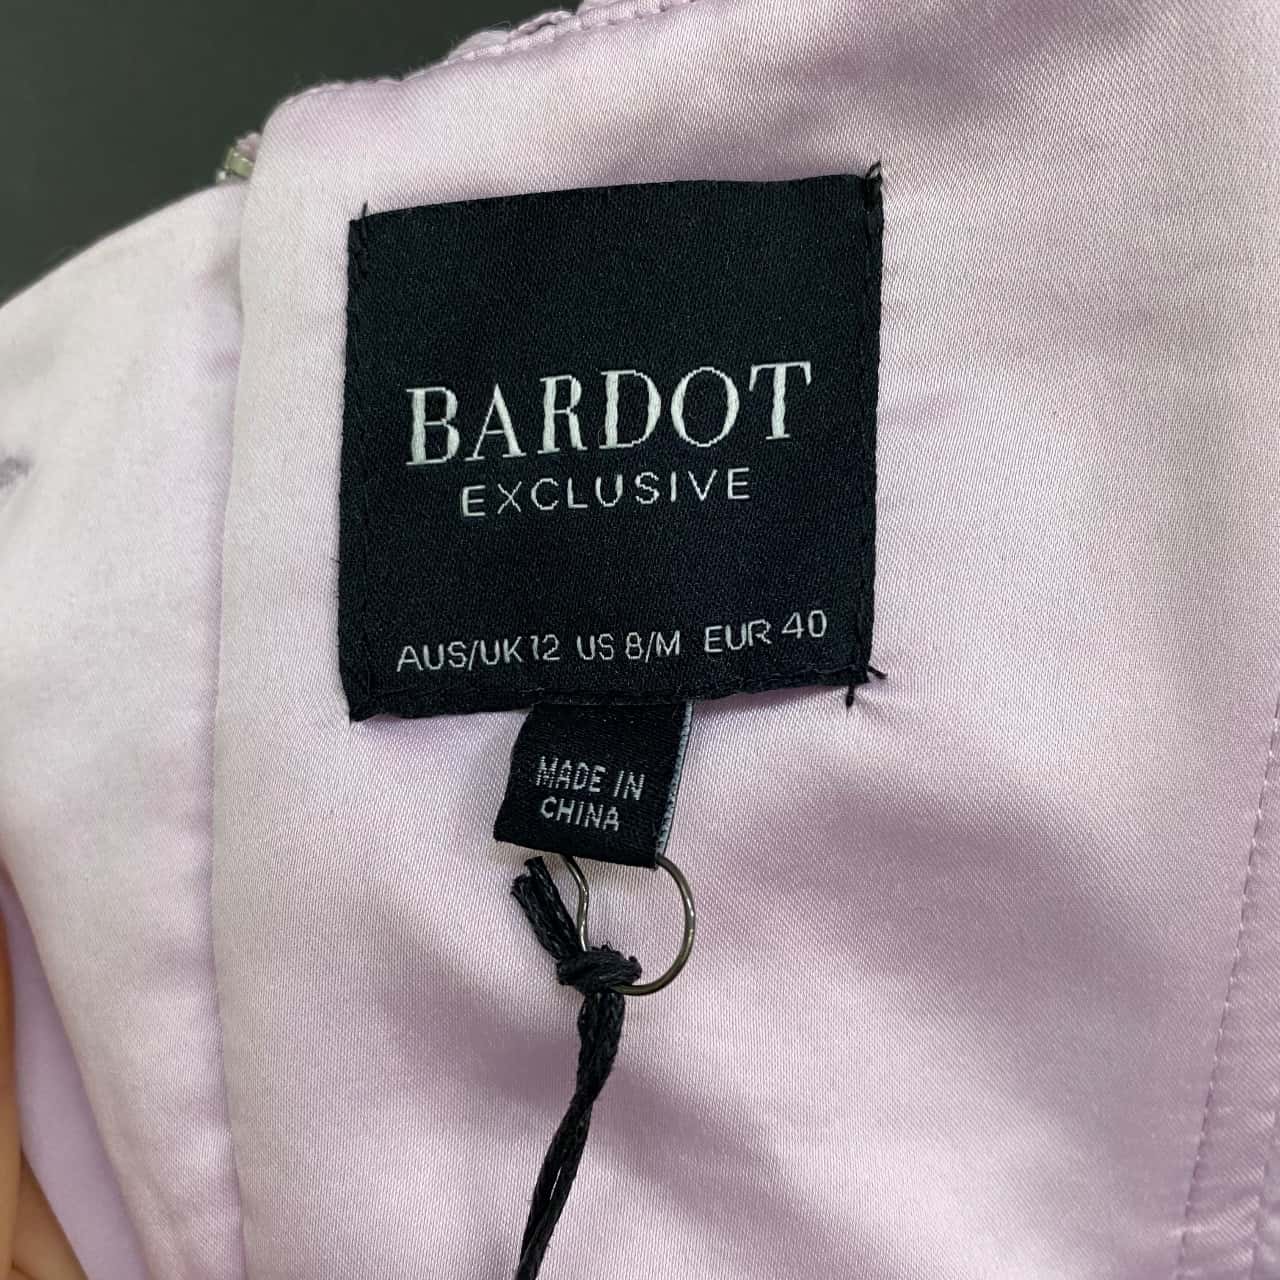 BARDOT
EXCLUSIVE
AUS/UK 12 US 8/M EUR 40
MADE IN
CHINA